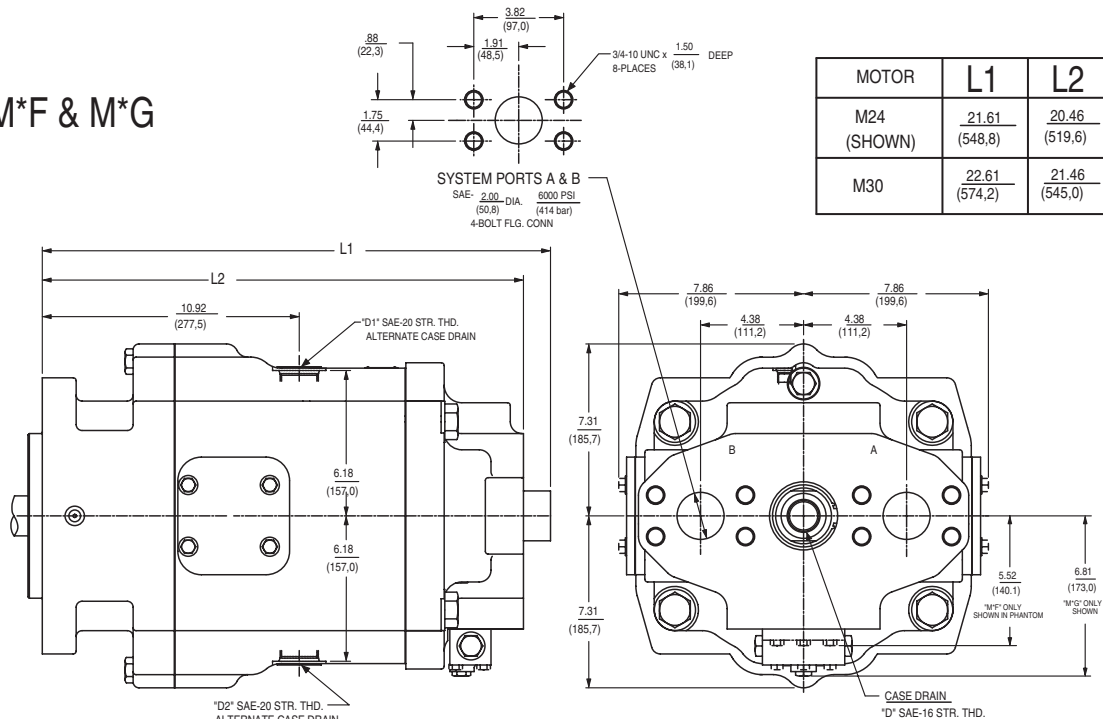 M*F & M*G
3.82
(97,0)
.88
(22,3)
1.91
(48,5)
3/4-10 UNC x 1.50 DEEP
(38,1)
8-PLACES
1.75
(44,4)
SYSTEM PORTS A & B
SAE- 2.00 DIA. 6000 PSI
(50,8) (414 bar)
4-BOLT FLG. CONN
MOTOR L1 L2
M24 21.61 20.46
(SHOWN) (548,8) (519,6)
M30 22.61 21.46
(574,2) (545,0)
L1
L2
10.92
(277,5)
"D1" SAE-20 STR. THD.
ALTERNATE CASE DRAIN
6.18
(157,0)
6.18
(157,0)
"D2" SAE-20 STR. THD.
ALTERNATE CASE DRAIN
7.86 7.86
(199,6) (199,6)
4.38 4.38
(111,2) (111,2)
7.31
(185,7)
B A
7.31
(185,7)
5.52
(140.1)
"M*F" ONLY
SHOWN IN PHANTOM
6.81
(173,0)
"M*G" ONLY
SHOWN
CASE DRAIN
"D" SAE-16 STR. THD.